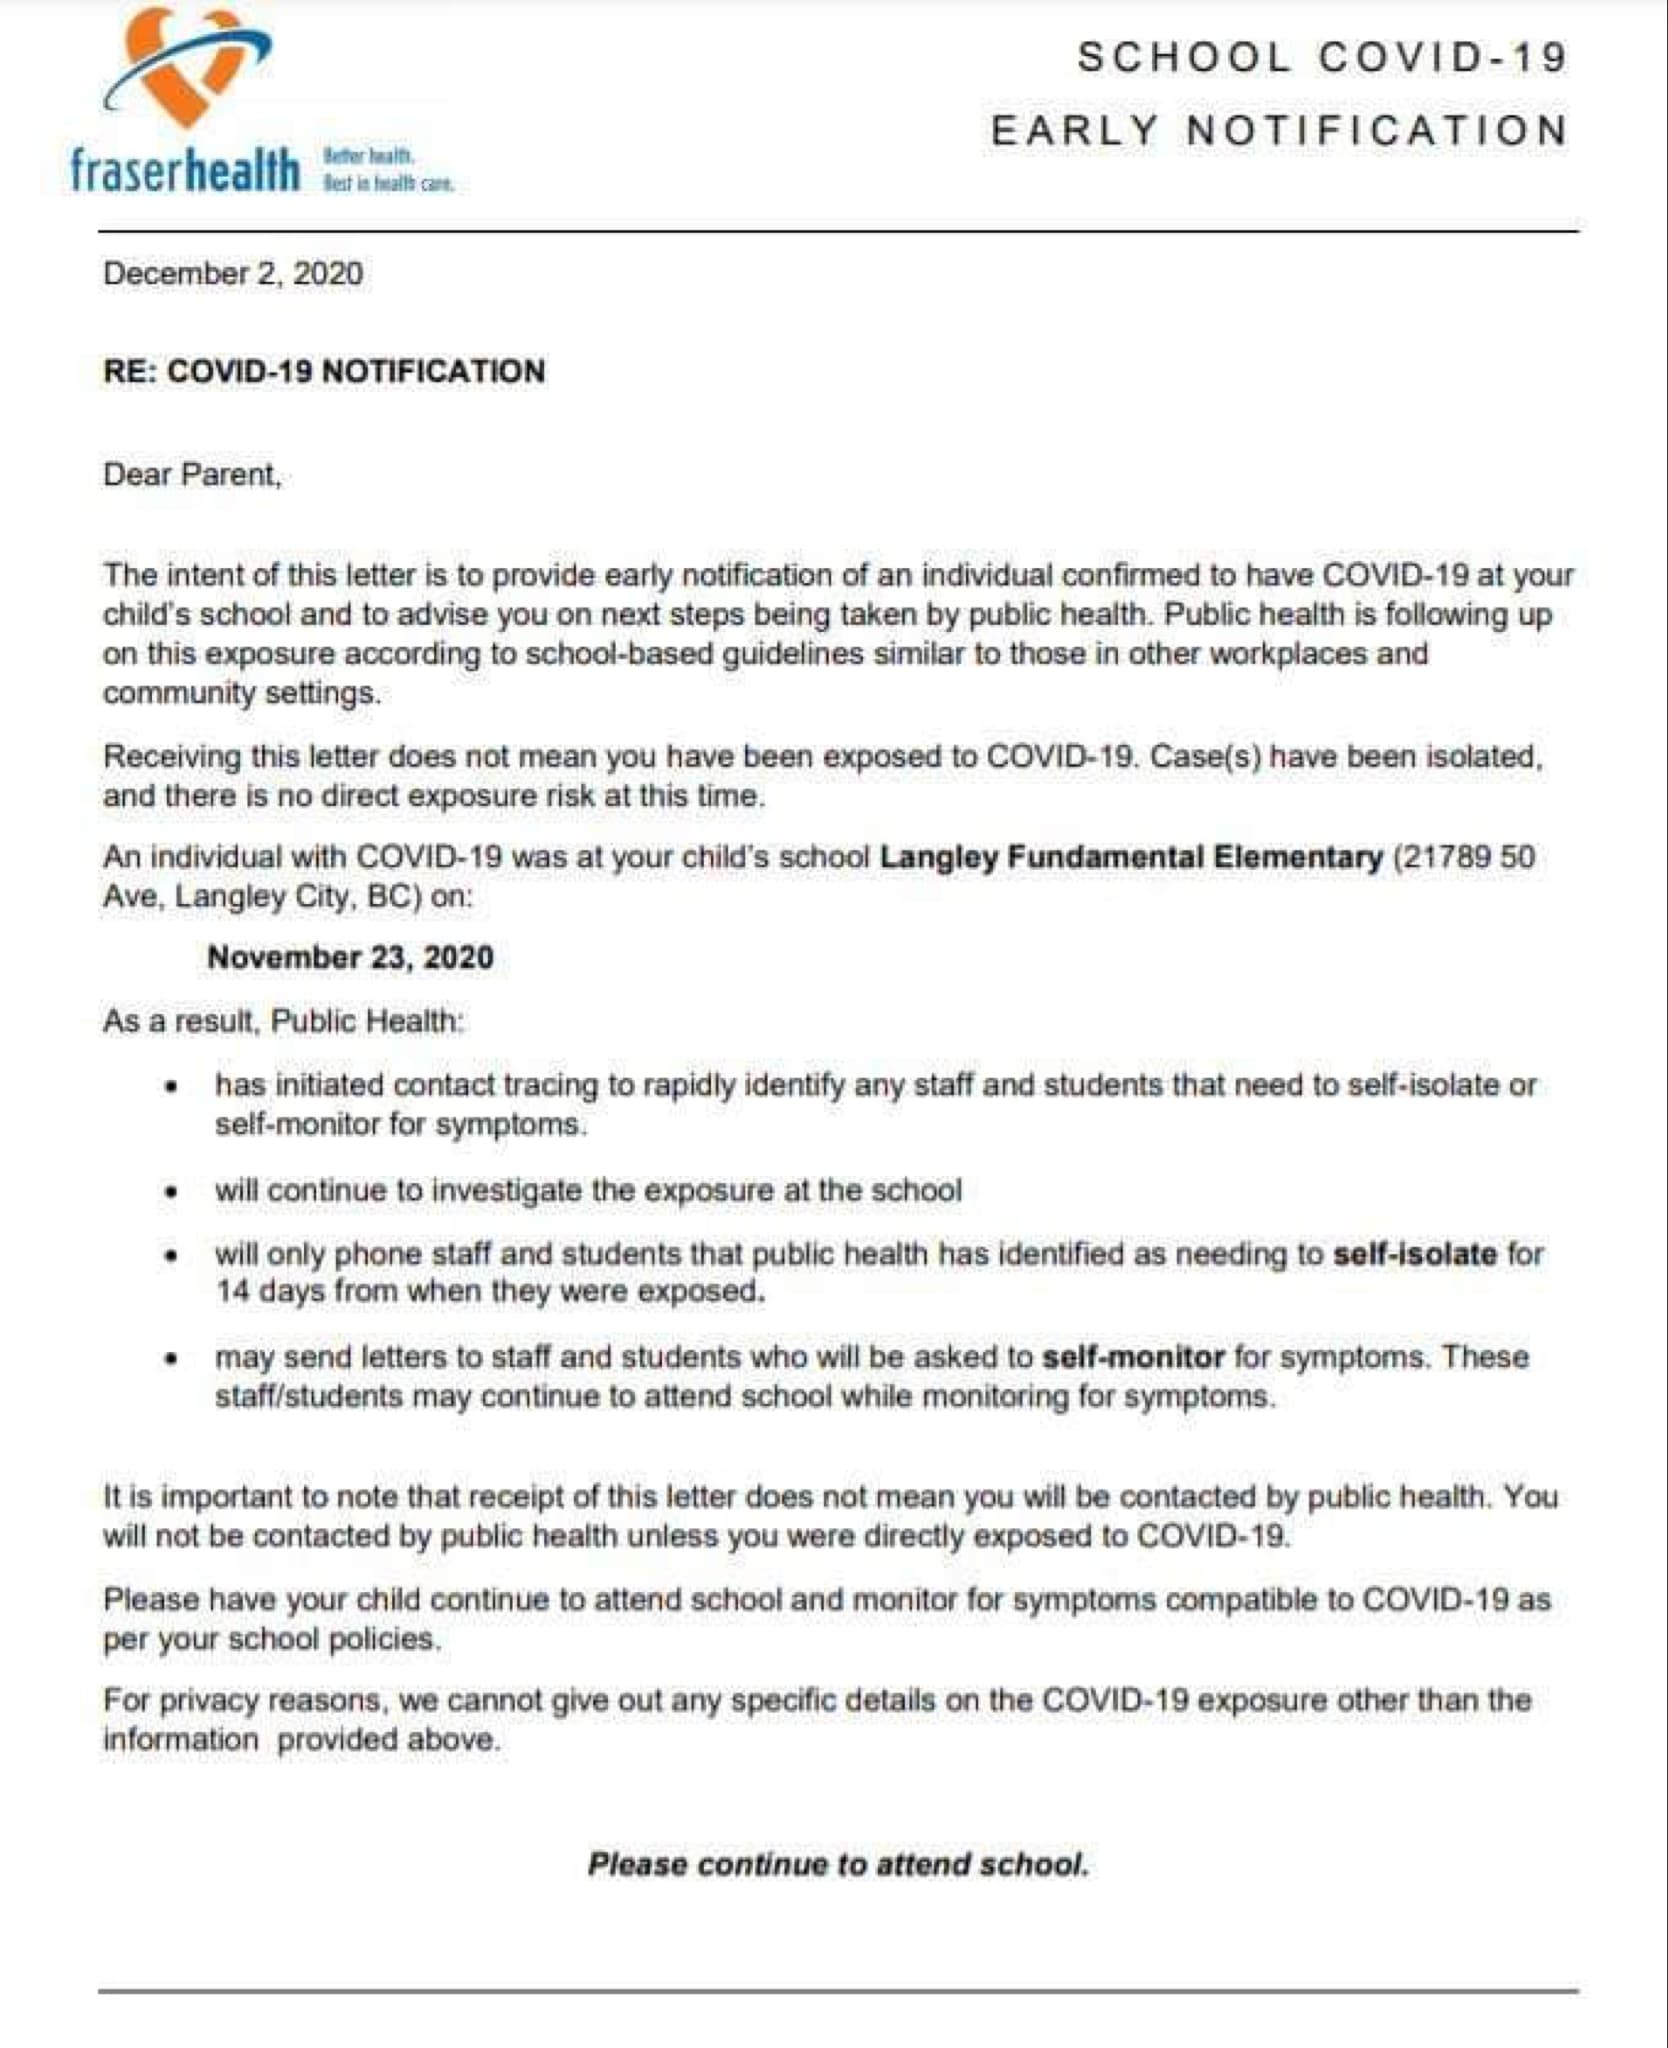 SCHOOL COVID-19
EARLY NOTIFICATION
fraserhealth
Better health.
Best in health care.
December 2, 2020
RE: COVID-19 NOTIFICATION
Dear Parent,
The intent of this letter is to provide early notification of an individual confirmed to have COVID-19 at your
child's school and to advise you on next steps being taken by public health. Public health is following up
on this exposure according to school-based guidelines similar to those in other workplaces and
community settings.
Receiving this letter does not mean you have been exposed to COVID-19. Case(s) have been isolated,
and there is no direct exposure risk at this time.
An individual with COVID-19 was at your child's school Langley Fundamental Elementary (21789 50
Ave, Langley City, BC) on:
November 23, 2020
As a result, Public Health:
• has initiated contact tracing to rapidly identify any staff and students that need to self-isolate or
self-monitor for symptoms.
• will continue to investigate the exposure at the school
• will only phone staff and students that public health has identified as needing to self-isolate for
14 days from when they were exposed.
• may send letters to staff and students who will be asked to self-monitor for symptoms. These
staff/students may continue to attend school while monitoring for symptoms.
It is important to note that receipt of this letter does not mean you will be contacted by public health. You
will not be contacted by public health unless you were directly exposed to COVID-19.
Please have your child continue to attend school and monitor for symptoms compatible to COVID-19 as
per your school policies.
For privacy reasons, we cannot give out any specific details on the COVID-19 exposure other than the
information provided above.
Please continue to attend school.